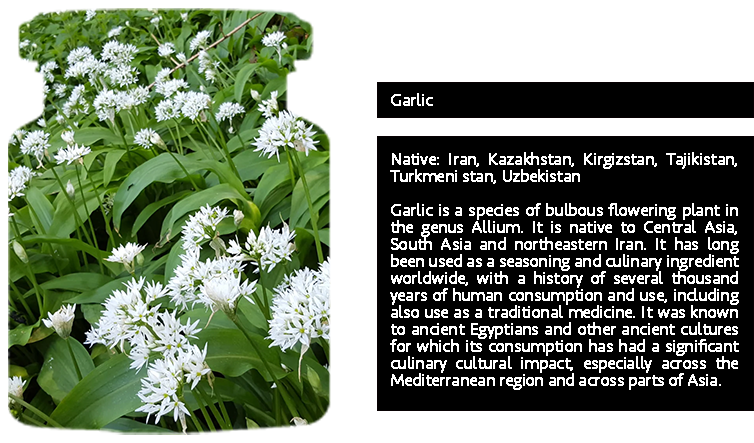 Garlic
Native: Iran, Kazakhstan, Kirgizstan, Tajikistan,
Turkmeni stan, Uzbekistan
Garlic is a species of bulbous flowering plant in
the genus Allium. It is native to Central Asia,
South Asia and northeastern Iran. It has long
been used as a seasoning and culinary ingredient
worldwide, with a history of several thousand
years of human consumption and use, including
also use as a traditional medicine. It was known
to ancient Egyptians and other ancient cultures
for which its consumption has had a significant
culinary cultural impact, especially across the
Mediterranean region and across parts of Asia.